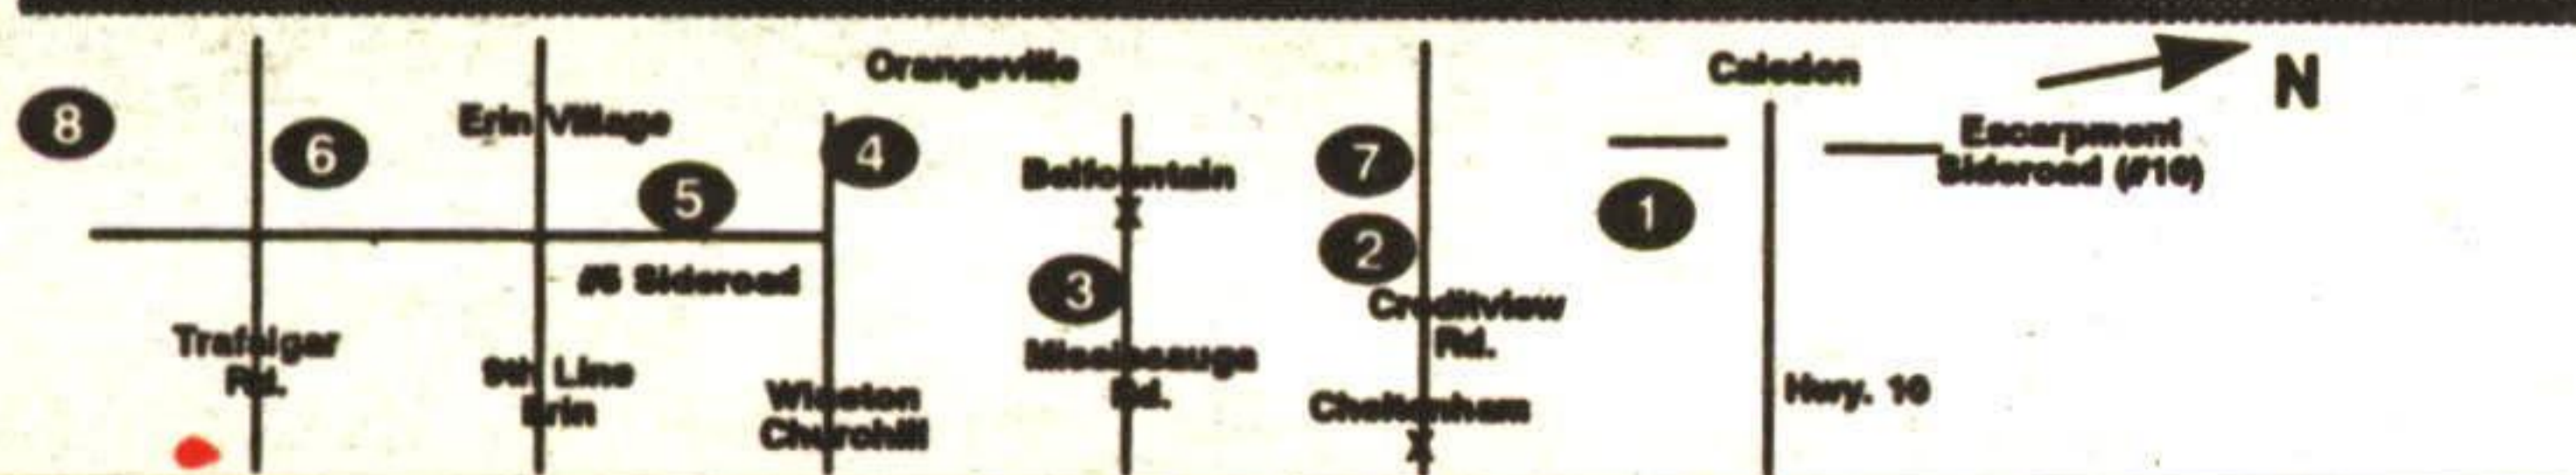 Orangeville
Caledon
N
8
6
Erin Village
5
4
Belfountain
X
7
Escarpment
Sideroad (#10)
1
2
3
#5 Sideroad
Creditview
Rd.
Trafalgar
Rd.
9th Line
Erin
Winston
Churchill
Mississauga
Rd.
Cheltenham
X
Hwy. 10